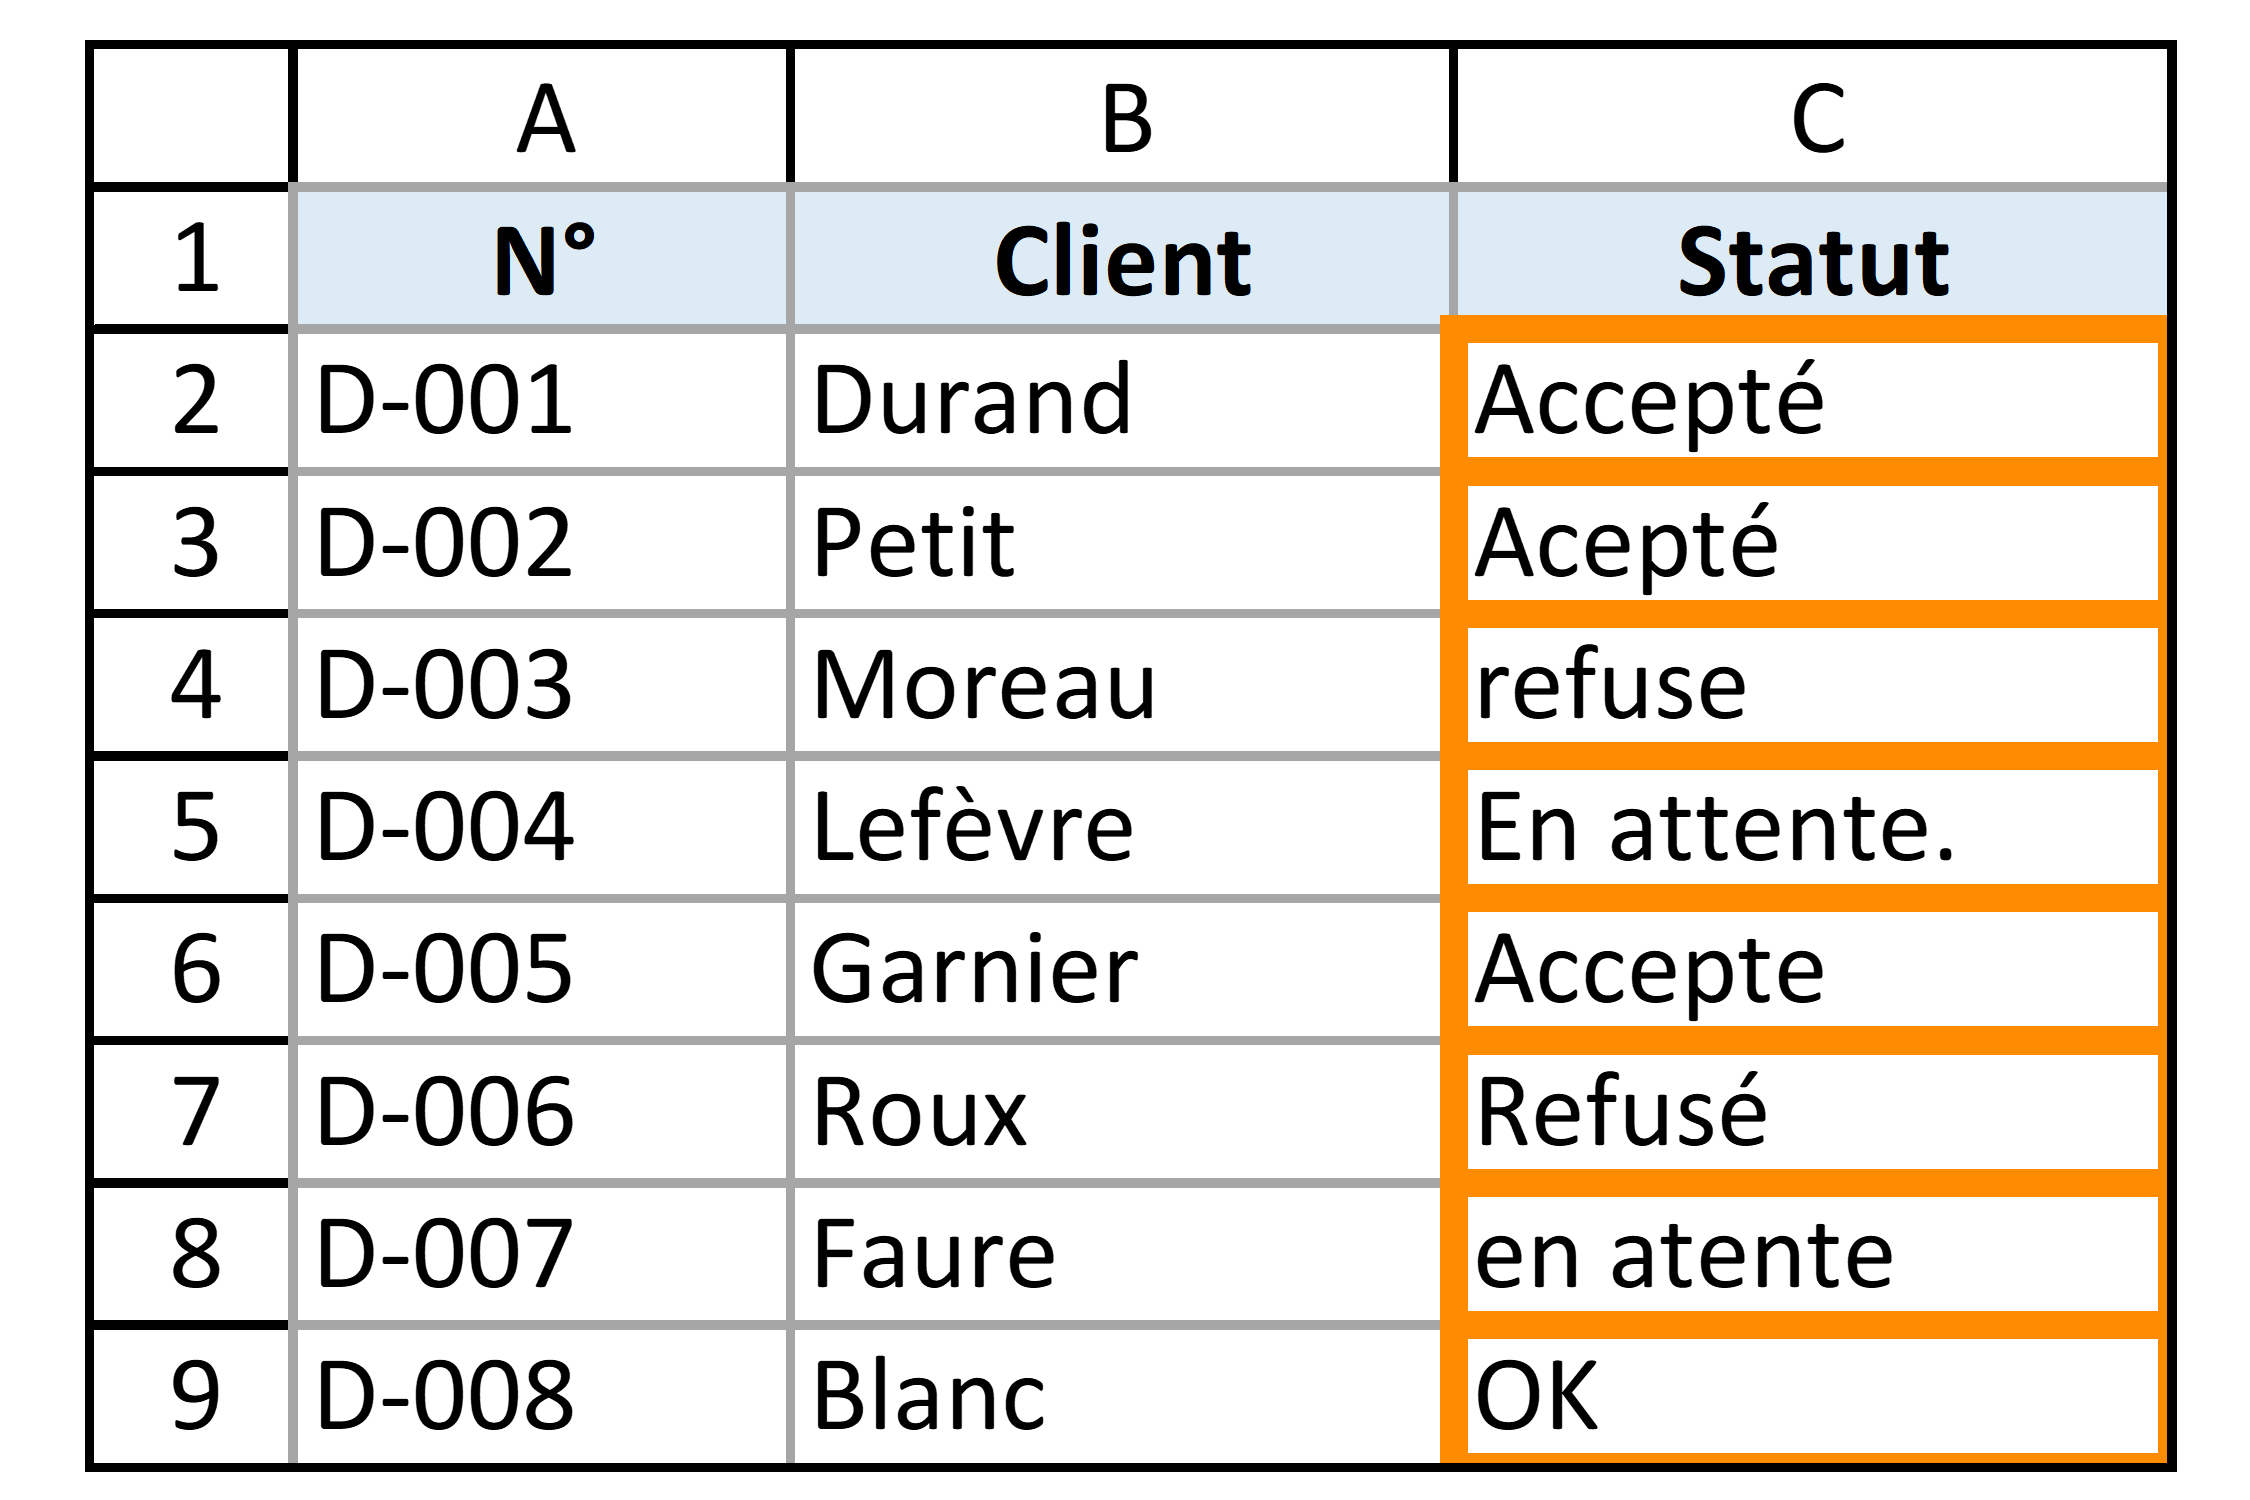 A B C
1 N° Client Statut
2 D-001 Durand Accepté
3 D-002 Petit Acepté
4 D-003 Moreau refuse
5 D-004 Lefèvre En attente.
6 D-005 Garnier Accepte
7 D-006 Roux Refusé
8 D-007 Faure en atente
9 D-008 Blanc OK